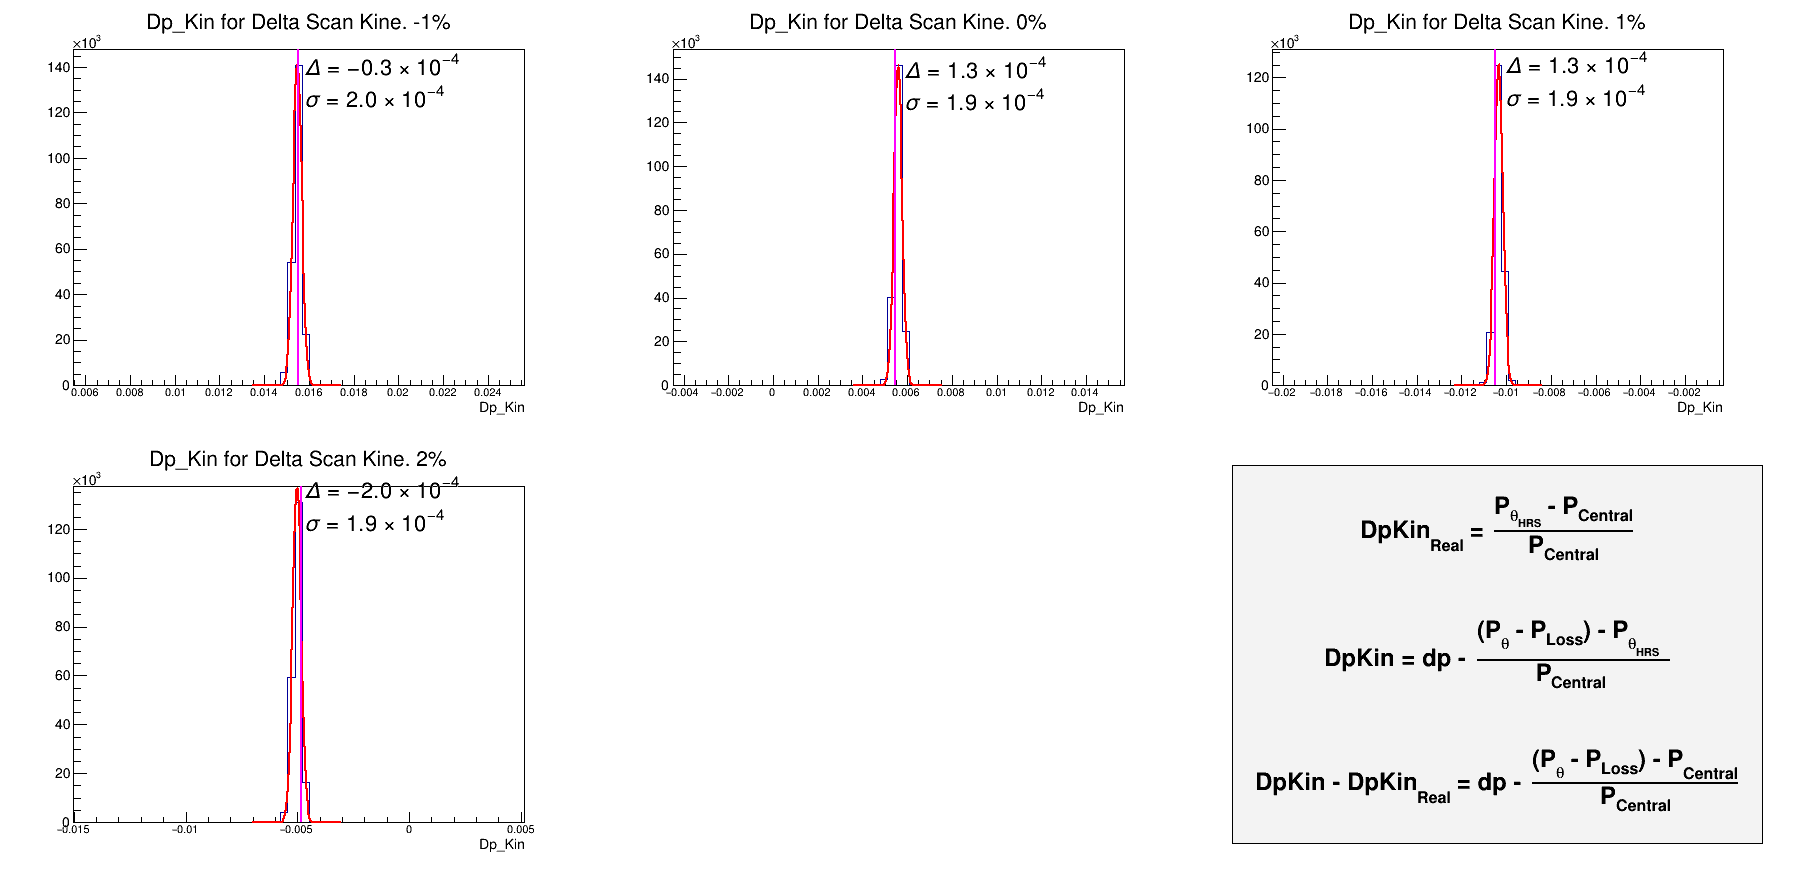 Dp_Kin for Delta Scan Kine. -1%
×10³
Δ = −0.3 × 10⁻⁴
σ = 2.0 × 10⁻⁴
140
120
100
80
60
40
20
0
0.006 0.008 0.01 0.012 0.014 0.016 0.018 0.02 0.022 0.024
Dp_Kin
Dp_Kin for Delta Scan Kine. 0%
×10³
Δ = 1.3 × 10⁻⁴
σ = 1.9 × 10⁻⁴
140
120
100
80
60
40
20
0
−0.004 −0.002 0 0.002 0.004 0.006 0.008 0.01 0.012 0.014
Dp_Kin
Dp_Kin for Delta Scan Kine. 1%
×10³
Δ = 1.3 × 10⁻⁴
σ = 1.9 × 10⁻⁴
120
100
80
60
40
20
0
−0.02 −0.018 −0.016 −0.014 −0.012 −0.01 −0.008 −0.006 −0.004 −0.002
Dp_Kin
Dp_Kin for Delta Scan Kine. 2%
×10³
Δ = −2.0 × 10⁻⁴
σ = 1.9 × 10⁻⁴
120
100
80
60
40
20
0
−0.015 −0.01 −0.005 0 0.005
Dp_Kin
P_θ_HRS - P_Central
DpKin_Real =
P_Central
(P_θ - P_Loss) - P_θ_HRS
DpKin = dp -
P_Central
(P_θ - P_Loss) - P_Central
DpKin - DpKin_Real = dp -
P_Central